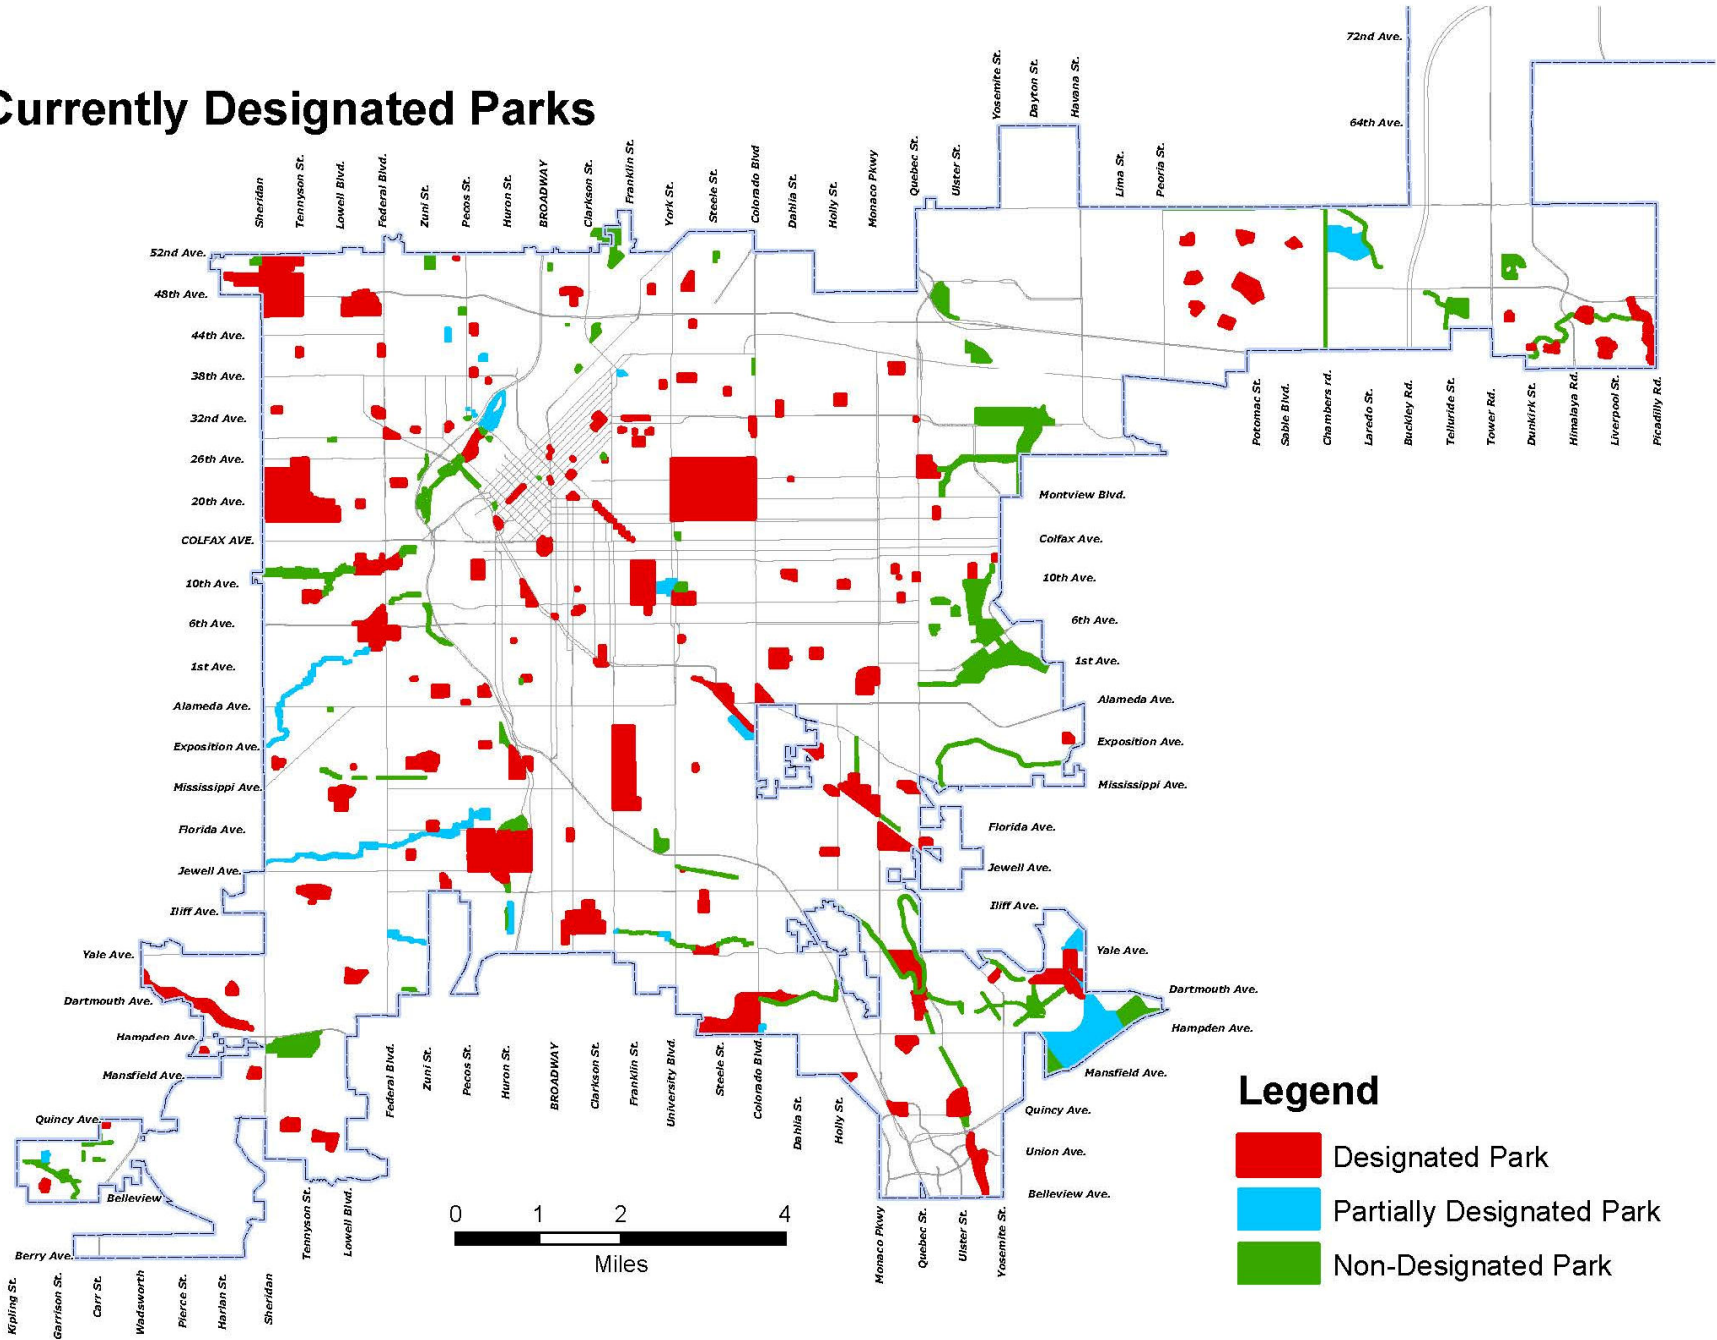 Currently Designated Parks
72nd Ave.
64th Ave.
Yosemite St.
Dayton St.
Havana St.
Sheridan
Tennyson St.
Lowell Blvd.
Federal Blvd.
Zuni St.
Pecos St.
Huron St.
BROADWAY
Clarkson St.
Franklin St.
York St.
Steele St.
Colorado Blvd
Dahlia St.
Holly St.
Monaco Pkwy
Quebec St.
Ulster St.
Lima St.
Peoria St.
52nd Ave.
48th Ave.
44th Ave.
38th Ave.
32nd Ave.
26th Ave.
20th Ave.
COLFAX AVE.
10th Ave.
6th Ave.
1st Ave.
Alameda Ave.
Exposition Ave.
Mississippi Ave.
Florida Ave.
Jewell Ave.
Iliff Ave.
Yale Ave.
Dartmouth Ave.
Hampden Ave.
Mansfield Ave.
Quincy Ave.
Belleview
Berry Ave.
Potomac St.
Sable Blvd.
Chambers rd.
Laredo St.
Buckley Rd.
Telluride St.
Tower Rd.
Dunkirk St.
Himalaya Rd.
Liverpool St.
Picadilly Rd.
Montview Blvd.
Colfax Ave.
10th Ave.
6th Ave.
1st Ave.
Alameda Ave.
Exposition Ave.
Mississippi Ave.
Florida Ave.
Jewell Ave.
Iliff Ave.
Yale Ave.
Dartmouth Ave.
Hampden Ave.
Mansfield Ave.
Quincy Ave.
Union Ave.
Belleview Ave.
Federal Blvd.
Zuni St.
Pecos St.
Huron St.
BROADWAY
Clarkson St.
Franklin St.
University Blvd.
Steele St.
Colorado Blvd.
Dahlia St.
Holly St.
Monaco Pkwy
Quebec St.
Ulster St.
Yosemite St.
Tennyson St.
Lowell Blvd.
Kipling St.
Garrison St.
Carr St.
Wadsworth
Pierce St.
Harlan St.
Sheridan
0 1 2 4
Miles
Legend
Designated Park
Partially Designated Park
Non-Designated Park